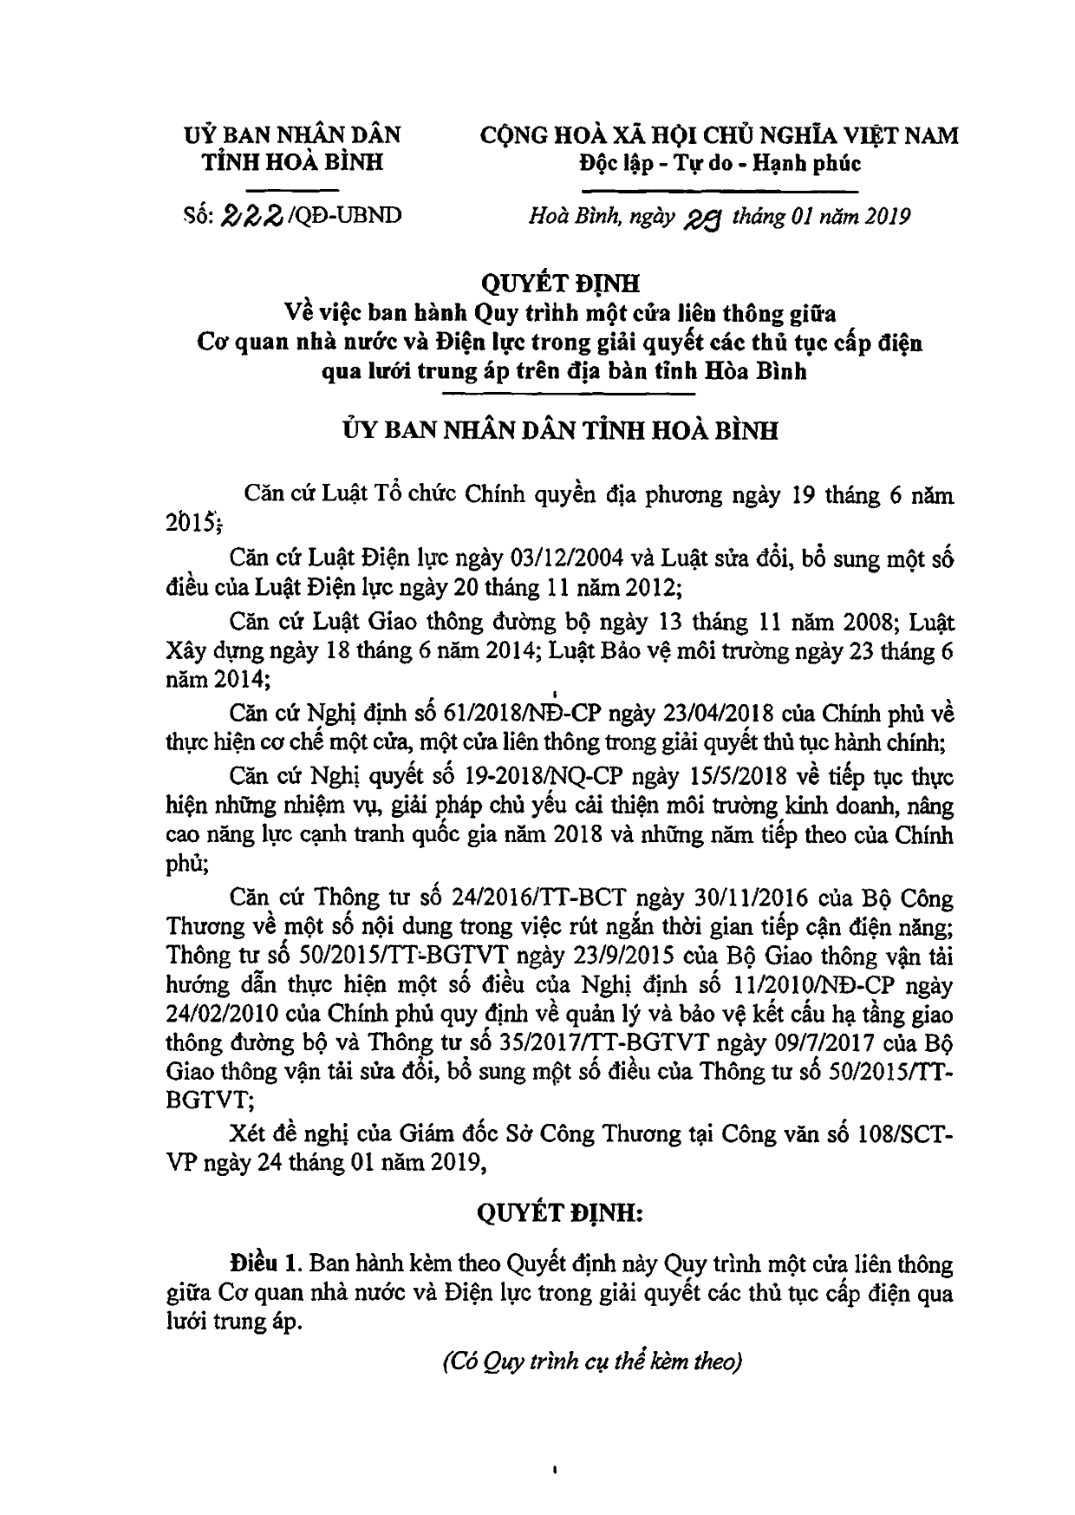 UỶ BAN NHÂN DÂN
TỈNH HOÀ BÌNH
Số: 222/QĐ-UBND
CỘNG HOÀ XÃ HỘI CHỦ NGHĨA VIỆT NAM
Độc lập - Tự do - Hạnh phúc
Hoà Bình, ngày 29 tháng 01 năm 2019
QUYẾT ĐỊNH
Về việc ban hành Quy trình một cửa liên thông giữa
Cơ quan nhà nước và Điện lực trong giải quyết các thủ tục cấp điện
qua lưới trung áp trên địa bàn tỉnh Hòa Bình
ỦY BAN NHÂN DÂN TỈNH HOÀ BÌNH
Căn cứ Luật Tổ chức Chính quyền địa phương ngày 19 tháng 6 năm
2015;
Căn cứ Luật Điện lực ngày 03/12/2004 và Luật sửa đổi, bổ sung một số
điều của Luật Điện lực ngày 20 tháng 11 năm 2012;
Căn cứ Luật Giao thông đường bộ ngày 13 tháng 11 năm 2008; Luật
Xây dựng ngày 18 tháng 6 năm 2014; Luật Bảo vệ môi trường ngày 23 tháng 6
năm 2014;
Căn cứ Nghị định số 61/2018/NĐ-CP ngày 23/04/2018 của Chính phủ về
thực hiện cơ chế một cửa, một cửa liên thông trong giải quyết thủ tục hành chính;
Căn cứ Nghị quyết số 19-2018/NQ-CP ngày 15/5/2018 về tiếp tục thực
hiện những nhiệm vụ, giải pháp chủ yếu cải thiện môi trường kinh doanh, nâng
cao năng lực cạnh tranh quốc gia năm 2018 và những năm tiếp theo của Chính
phủ;
Căn cứ Thông tư số 24/2016/TT-BCT ngày 30/11/2016 của Bộ Công
Thương về một số nội dung trong việc rút ngắn thời gian tiếp cận điện năng;
Thông tư số 50/2015/TT-BGTVT ngày 23/9/2015 của Bộ Giao thông vận tải
hướng dẫn thực hiện một số điều của Nghị định số 11/2010/NĐ-CP ngày
24/02/2010 của Chính phủ quy định về quản lý và bảo vệ kết cấu hạ tầng giao
thông đường bộ và Thông tư số 35/2017/TT-BGTVT ngày 09/7/2017 của Bộ
Giao thông vận tải sửa đổi, bổ sung một số điều của Thông tư số 50/2015/TT-
BGTVT;
Xét đề nghị của Giám đốc Sở Công Thương tại Công văn số 108/SCT-
VP ngày 24 tháng 01 năm 2019,
QUYẾT ĐỊNH:
Điều 1. Ban hành kèm theo Quyết định này Quy trình một cửa liên thông
giữa Cơ quan nhà nước và Điện lực trong giải quyết các thủ tục cấp điện qua
lưới trung áp.
(Có Quy trình cụ thể kèm theo)